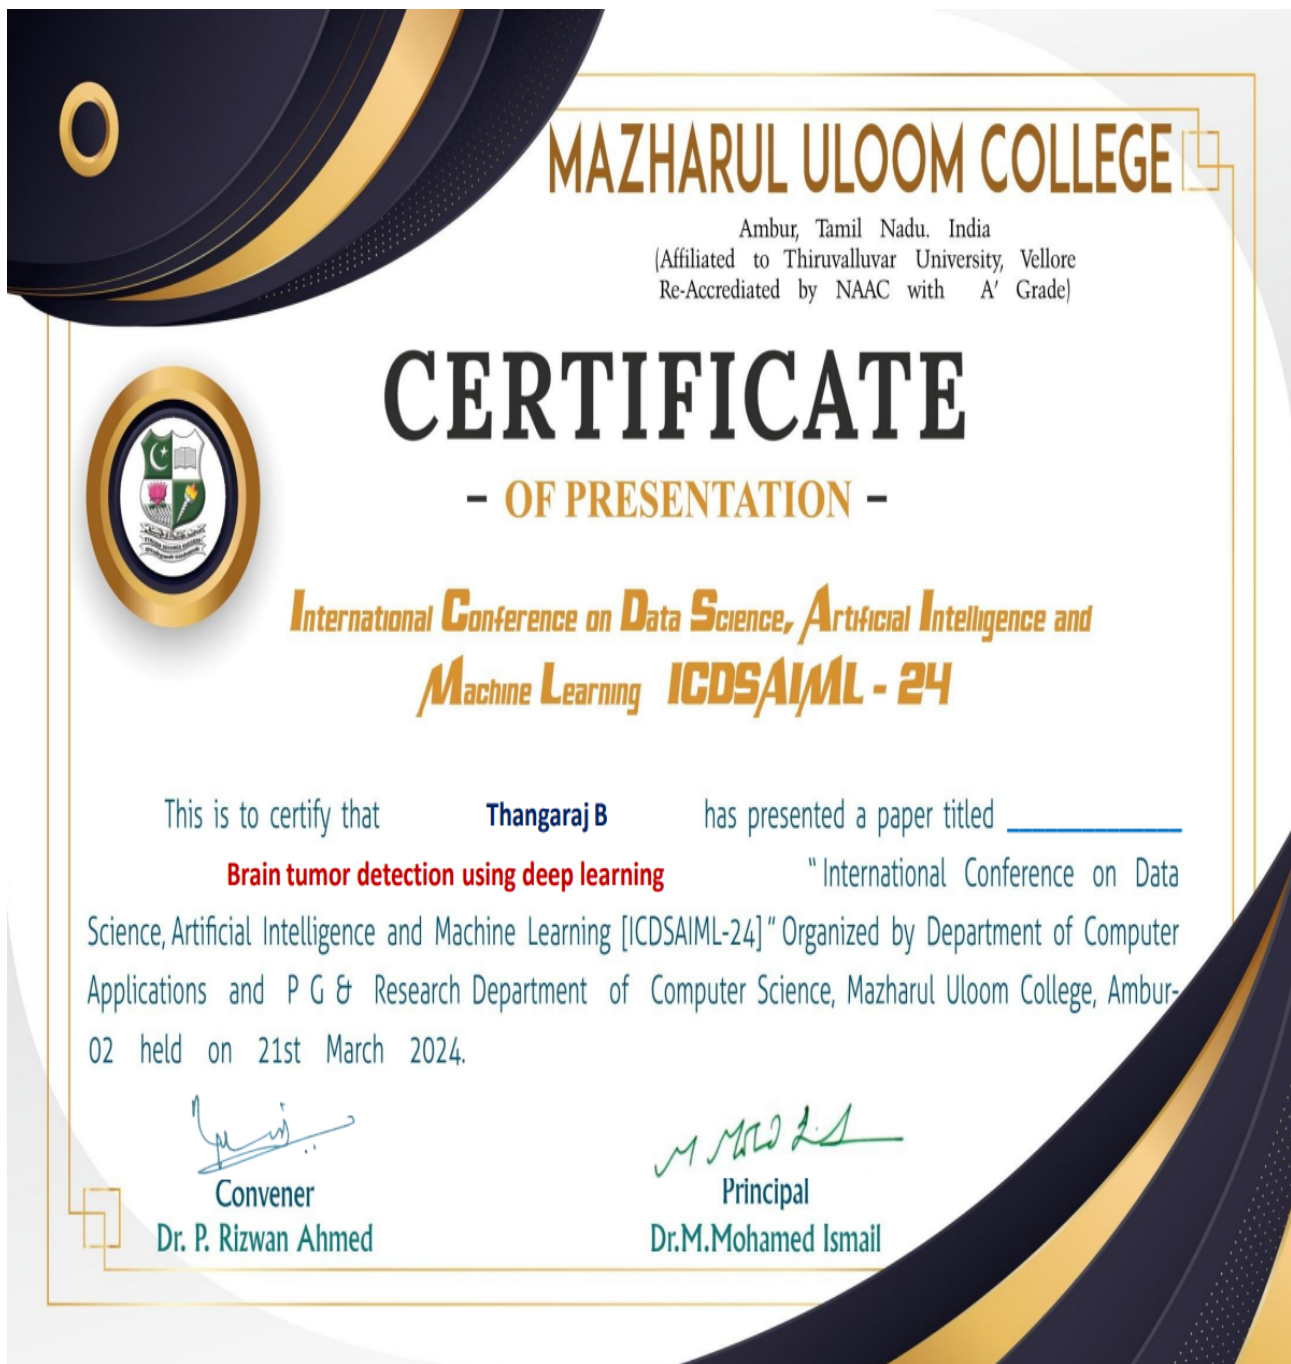 MAZHARUL ULOOM COLLEGE
Ambur, Tamil Nadu. India
(Affiliated to Thiruvalluvar University, Vellore
Re-Accrediated by NAAC with A' Grade)
CERTIFICATE
- OF PRESENTATION -
International Conference on Data Science, Artificial Intelligence and
Machine Learning ICDSAIML - 24
This is to certify that Thangaraj B has presented a paper titled ______________
Brain tumor detection using deep learning "International Conference on Data
Science, Artificial Intelligence and Machine Learning [ICDSAIML-24]" Organized by Department of Computer
Applications and P G & Research Department of Computer Science, Mazharul Uloom College, Ambur-
02 held on 21st March 2024.
Convener
Dr. P. Rizwan Ahmed
Principal
Dr.M.Mohamed Ismail